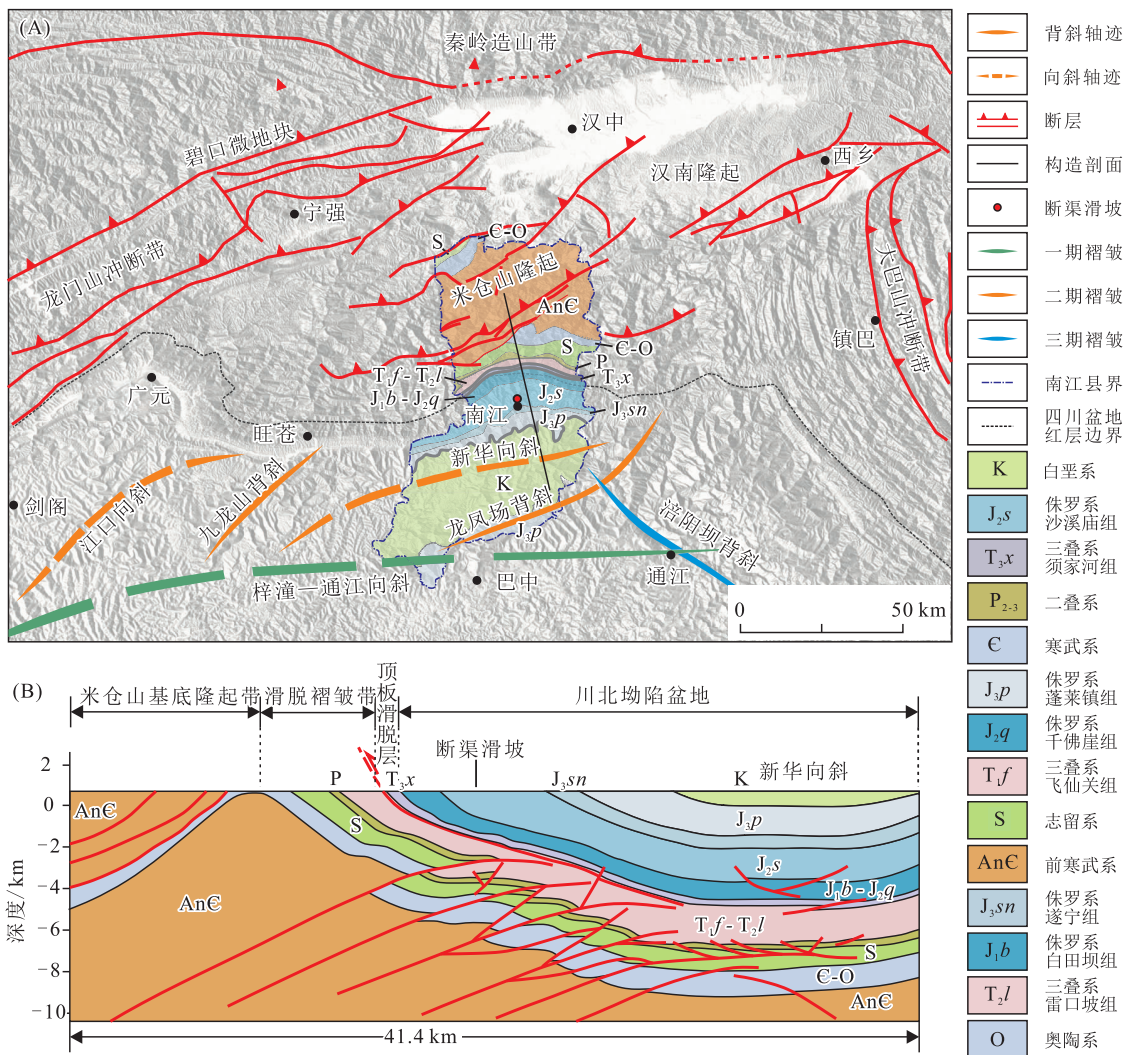 (A)
秦岭造山带
汉中
碧口微地块
西乡
汉南隆起
宁强
Є-O
S
龙门山冲断带
米仓山隆起
大巴山冲断带
AnЄ
镇巴
S
Є-O
P
T₁f - T₂l
T₃x
广元
J₁b - J₂q
J₂s
南江
J₃sn
J₃p
旺苍
新华向斜
K
剑阁
江口向斜
九龙山背斜
龙凤场背斜
J₃p
涪阳坝背斜
通江
梓潼—通江向斜
巴中
0
50 km
背斜轴迹
向斜轴迹
断层
构造剖面
断渠滑坡
一期褶皱
二期褶皱
三期褶皱
南江县界
四川盆地
红层边界
K
白垩系
J₂s
侏罗系
沙溪庙组
T₃x
三叠系
须家河组
P₂₋₃
二叠系
Є
寒武系
J₃p
侏罗系
蓬莱镇组
J₂q
侏罗系
千佛崖组
T₁f
三叠系
飞仙关组
S
志留系
AnЄ
前寒武系
J₃sn
侏罗系
遂宁组
J₁b
侏罗系
白田坝组
T₂l
三叠系
雷口坡组
O
奥陶系
(B)
米仓山基底隆起带
滑脱褶皱带
顶板滑脱层
川北坳陷盆地
断渠滑坡
新华向斜
P
T₃x
J₃sn
K
2
0
−2
−4
−6
−8
−10
深度/km
AnЄ
S
J₃p
J₂s
J₁b - J₂q
AnЄ
T₁f - T₂l
S
Є-O
AnЄ
41.4 km